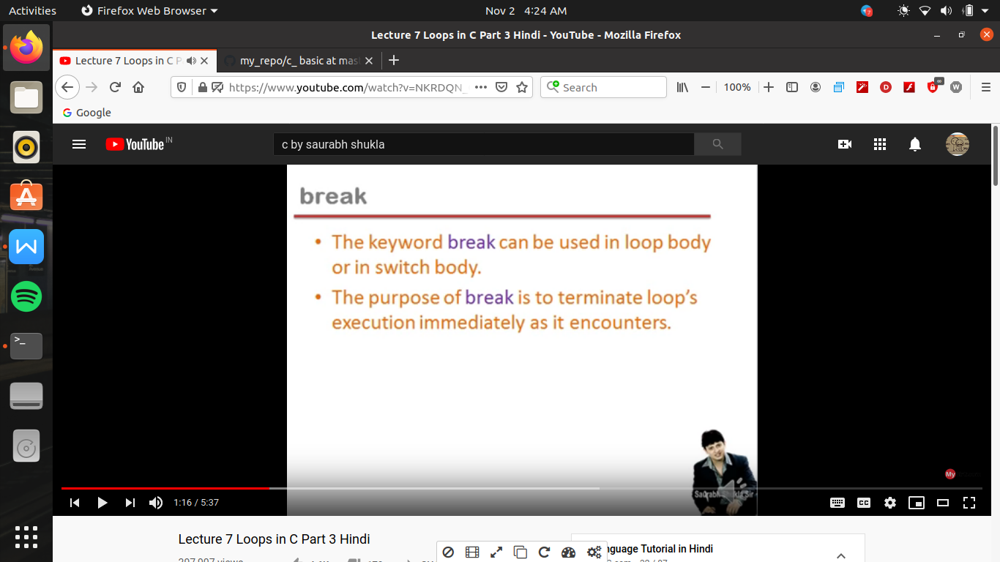 Activities
Firefox Web Browser
Nov 2 4:24 AM
Lecture 7 Loops in C Part 3 Hindi - YouTube - Mozilla Firefox
Lecture 7 Loops in C P
my_repo/c_ basic at mas
https://www.youtube.com/watch?v=NKRDQN_
Search
100%
Google
YouTube IN
c by saurabh shukla
break
• The keyword break can be used in loop body
or in switch body.
• The purpose of break is to terminate loop's
execution immediately as it encounters.
My
Saurabh Shukla Sir
1:16 / 5:37
CC
Lecture 7 Loops in C Part 3 Hindi
nguage Tutorial in Hindi